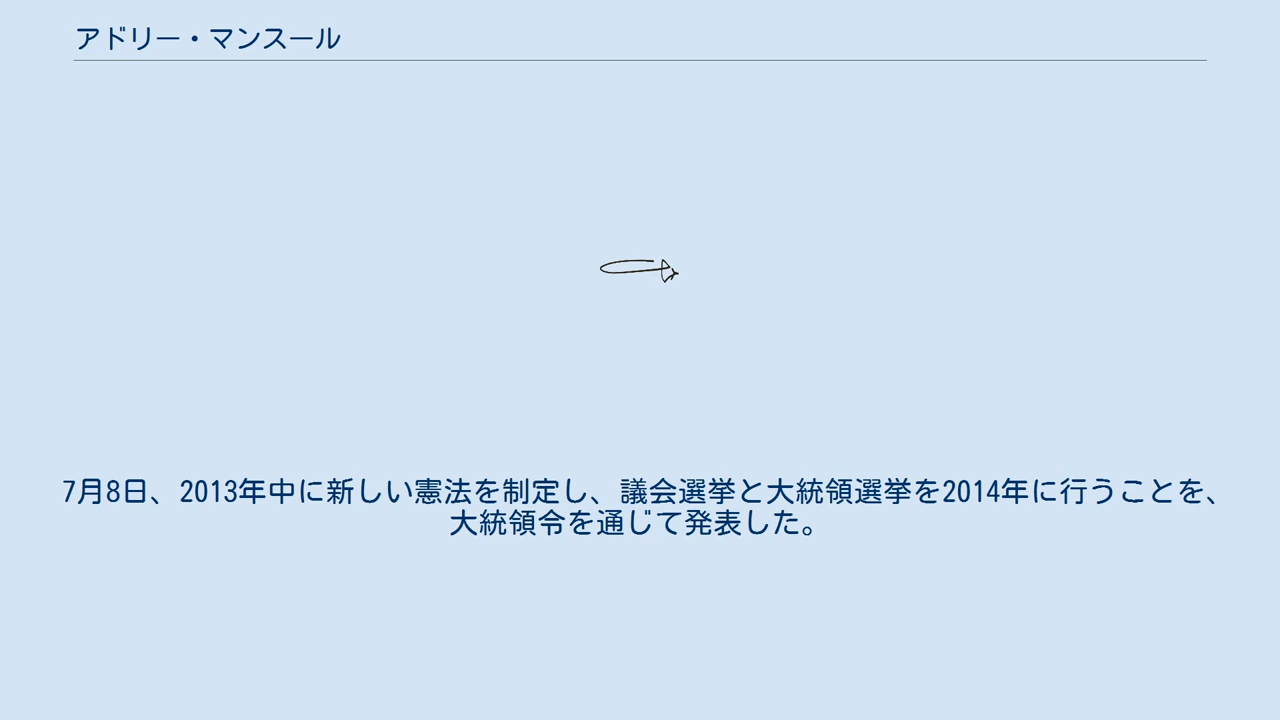 アドリー・マンスール
7月8日、2013年中に新しい憲法を制定し、議会選挙と大統領選挙を2014年に行うことを、
大統領令を通じて発表した。